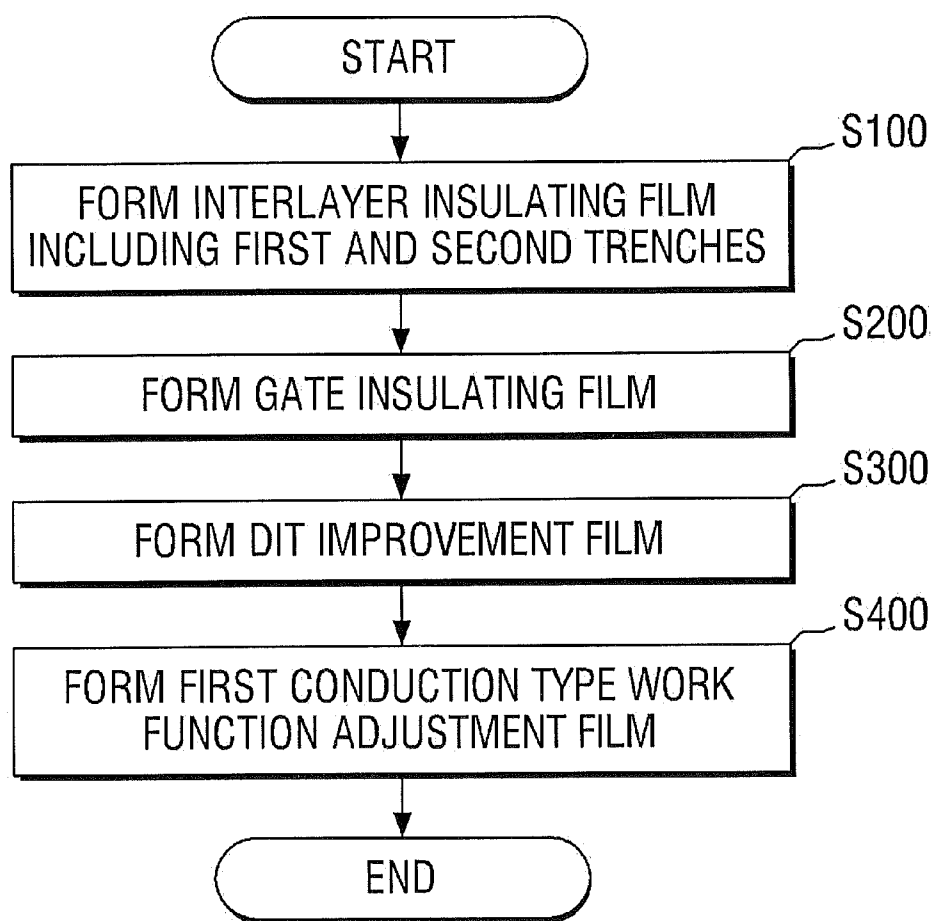 START
S100
FORM INTERLAYER INSULATING FILM
INCLUDING FIRST AND SECOND TRENCHES
S200
FORM GATE INSULATING FILM
S300
FORM DIT IMPROVEMENT FILM
S400
FORM FIRST CONDUCTION TYPE WORK
FUNCTION ADJUSTMENT FILM
END